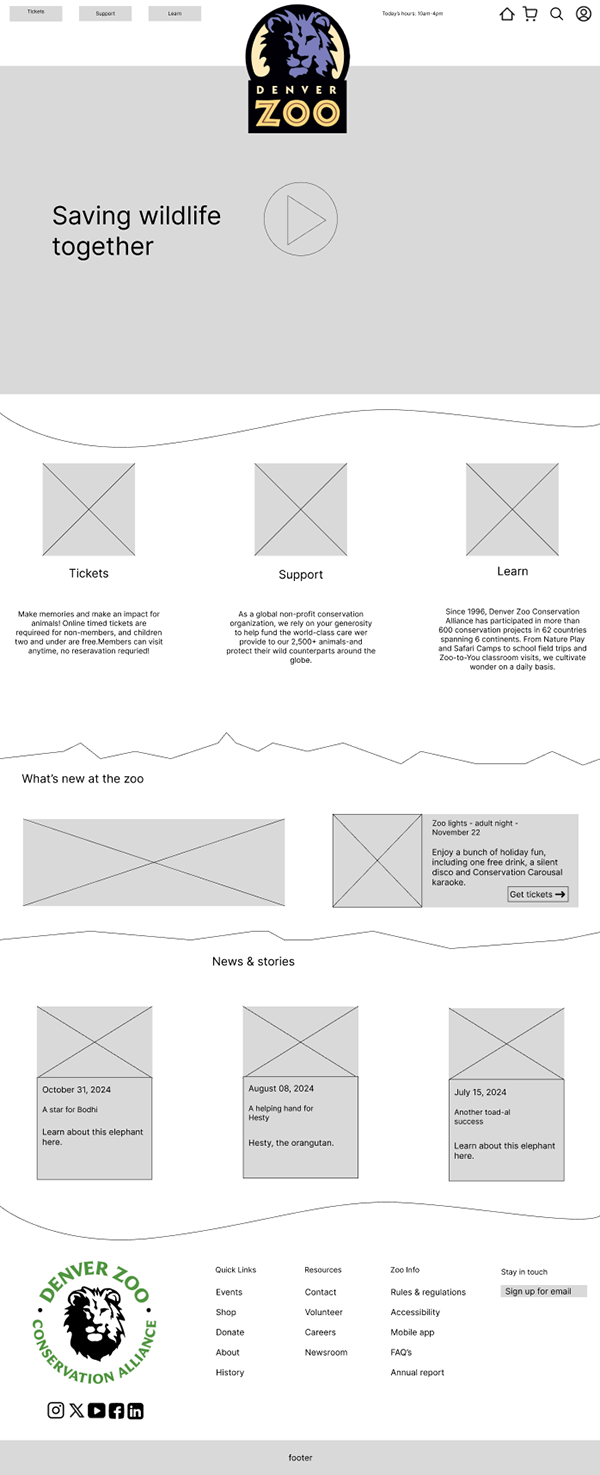 Tickets
Support
Learn
Today's hours: 10am-4pm
DENVER
ZOO
Saving wildlife
together
Tickets
Make memories and make an impact for
animals! Online timed tickets are
requireed for non-members, and children
two and under are free.Members can visit
anytime, no reseravation requried!
Support
As a global non-profit conservation
organization, we rely on your generosity
to help fund the world-class care wer
provide to our 2,500+ animals-and
protect their wild counterparts around the
globe.
Learn
Since 1996, Denver Zoo Conservation
Alliance has participated in more than
600 conservation projects in 62 countries
spanning 6 continents. From Nature Play
and Safari Camps to school field trips and
Zoo-to-You classroom visits, we cultivate
wonder on a daily basis.
What's new at the zoo
Zoo lights - adult night -
November 22
Enjoy a bunch of holiday fun,
including one free drink, a silent
disco and Conservation Carousal
karaoke.
Get tickets
News & stories
October 31, 2024
A star for Bodhi
Learn about this elephant
here.
August 08, 2024
A helping hand for
Hesty
Hesty, the orangutan.
July 15, 2024
Another toad-al
success
Learn about this elephant
here.
DENVER ZOO
CONSERVATION ALLIANCE
Quick Links
Events
Shop
Donate
About
History
Resources
Contact
Volunteer
Careers
Newsroom
Zoo Info
Rules & regulations
Accessibility
Mobile app
FAQ's
Annual report
Stay in touch
Sign up for email
footer